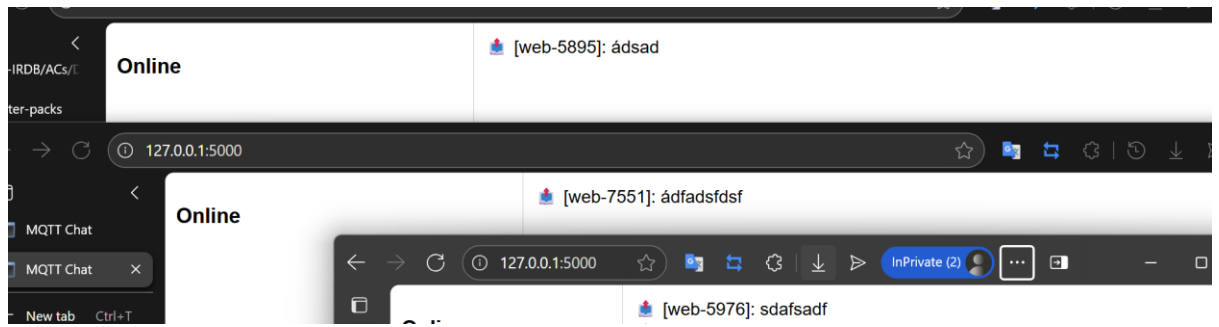 [web-5895]: ádsad
-IRDB/ACs/
Online
ter-packs
127.0.0.1:5000
[web-7551]: ádfadsfdsf
Online
MQTT Chat
127.0.0.1:5000
InPrivate (2)
MQTT Chat
[web-5976]: sdafsadf
New tab Ctrl+T